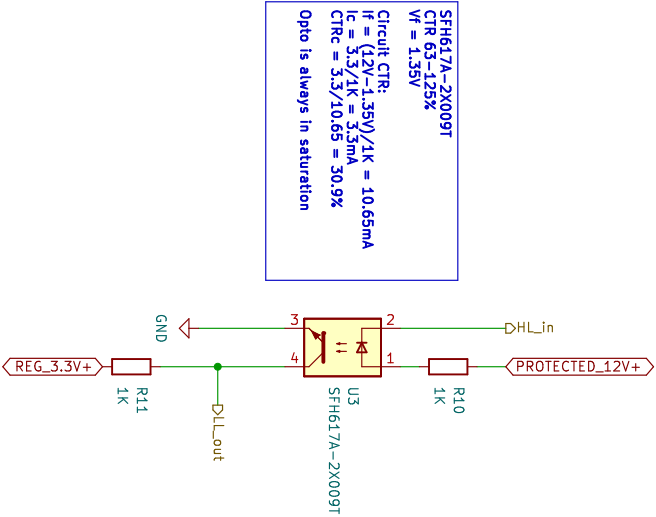 SFH617A-2X009T
CTR 63-125%
Vf = 1.35V
Circuit CTR:
If = (12V-1.35V)/1K = 10.65mA
Ic = 3.3/1K = 3.3mA
CTRc = 3.3/10.65 = 30.9%
Opto is always in saturation
GND
3
2
HL_in
REG_3.3V+
4
1
PROTECTED_12V+
R11
1K
U3
SFH617A-2X009T
R10
1K
LL_out